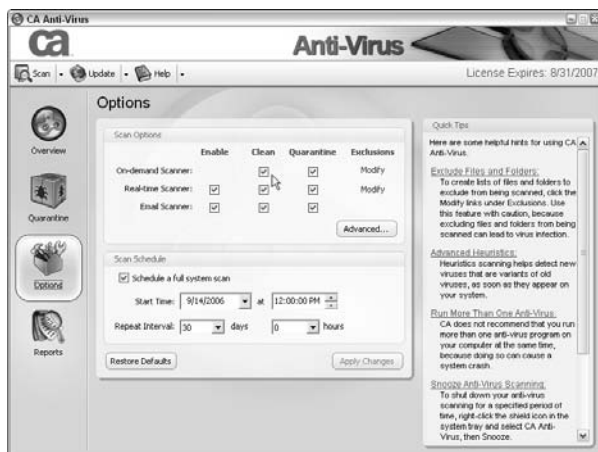 CA Anti-Virus
ca
Anti-Virus
Scan Update Help
License Expires: 8/31/2007
Overview
Quarantine
Options
Reports
Options
Scan Options
Enable Clean Quarantine Exclusions
On-demand Scanner: Modify
Real-time Scanner: Modify
Email Scanner:
Advanced...
Scan Schedule
Schedule a full system scan
Start Time: 9/14/2006 at 12:00:00 PM
Repeat Interval: 30 days 0 hours
Restore Defaults
Apply Changes
Quick Tips
Here are some helpful hints for using CA
Anti-Virus.
Exclude Files and Folders:
To create lists of files and folders to
exclude from being scanned, click the
Modify links under Exclusions. Use
this feature with caution, because
excluding files and folders from being
scanned can lead to virus infection.
Advanced Heuristics:
Heuristics scanning helps detect new
viruses that are variants of old
viruses, as soon as they appear on
your system.
Run More Than One Anti-Virus:
CA does not recommend that you run
more than one anti-virus program on
your computer at the same time,
because doing so can cause a
system crash.
Snooze Anti-Virus Scanning:
To shut down your anti-virus
scanning for a specified period of
time, right-click the shield icon in the
system tray and select CA Anti-
Virus, then Snooze.